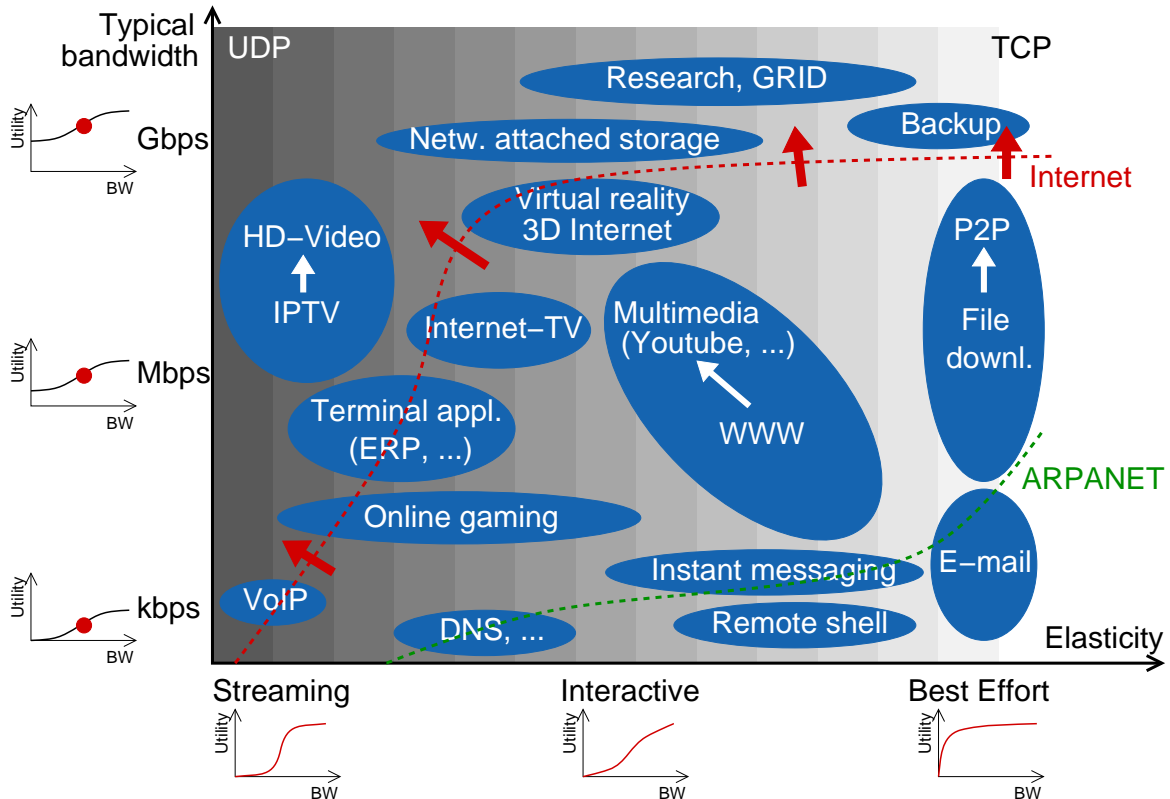 Typical
bandwidth
UDP
TCP
Research, GRID
Utility
BW
Gbps
Netw. attached storage
Backup
Internet
Virtual reality
3D Internet
HD−Video
IPTV
P2P
File
downl.
Internet−TV
Multimedia
(Youtube, ...)
WWW
Utility
BW
Mbps
Terminal appl.
(ERP, ...)
ARPANET
Online gaming
Instant messaging
E−mail
Utility
BW
kbps
VoIP
DNS, ...
Remote shell
Elasticity
Streaming
Interactive
Best Effort
Utility
BW
Utility
BW
Utility
BW